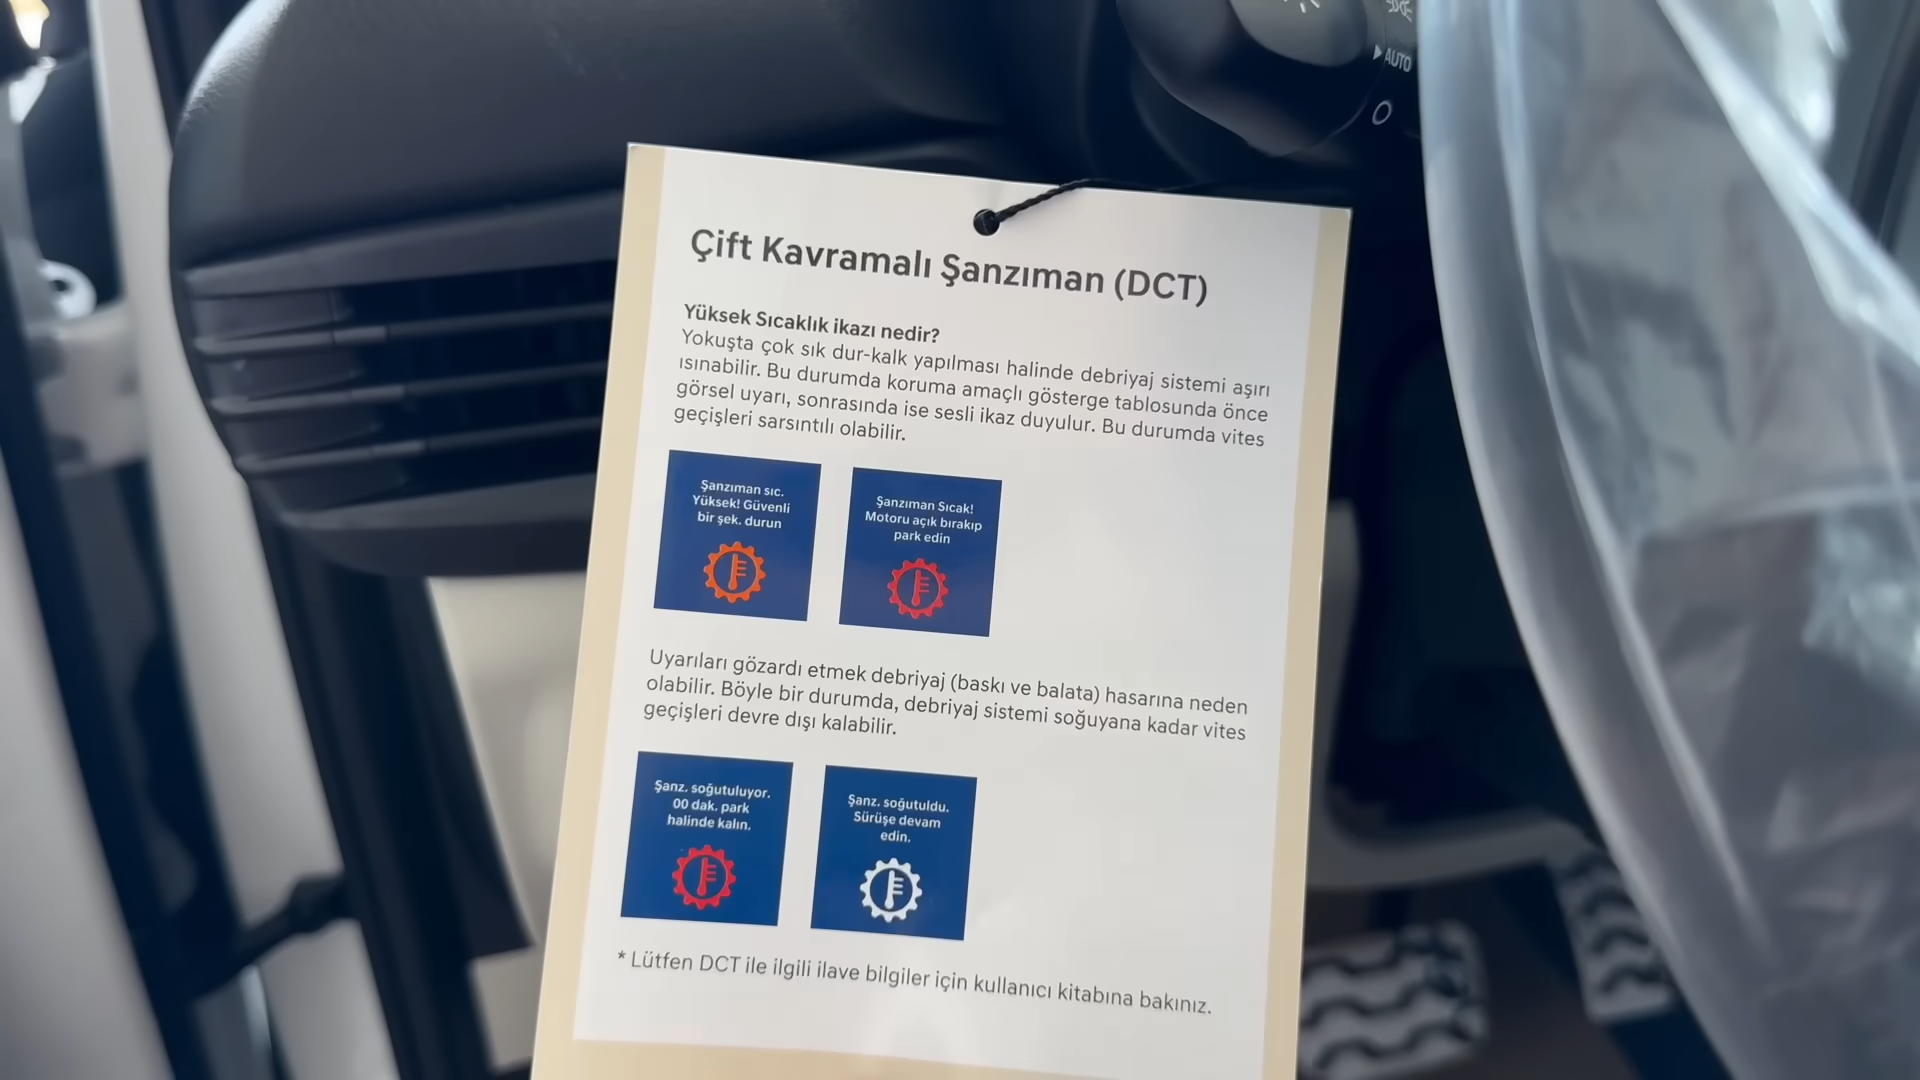 AUTO
Çift Kavramalı Şanzıman (DCT)
Yüksek Sıcaklık ikazı nedir?
Yokuşta çok sık dur-kalk yapılması halinde debriyaj sistemi aşırı
ısınabilir. Bu durumda koruma amaçlı gösterge tablosunda önce
görsel uyarı, sonrasında ise sesli ikaz duyulur. Bu durumda vites
geçişleri sarsıntılı olabilir.
Şanzıman sıc.
Yüksek! Güvenli
bir şek. durun
Şanzıman Sıcak!
Motoru açık bırakıp
park edin
Uyarıları gözardı etmek debriyaj (baskı ve balata) hasarına neden
olabilir. Böyle bir durumda, debriyaj sistemi soğuyana kadar vites
geçişleri devre dışı kalabilir.
Şanz. soğutuluyor.
00 dak. park
halinde kalın.
Şanz. soğutuldu.
Sürüşe devam
edin.
* Lütfen DCT ile ilgili ilave bilgiler için kullanıcı kitabına bakınız.